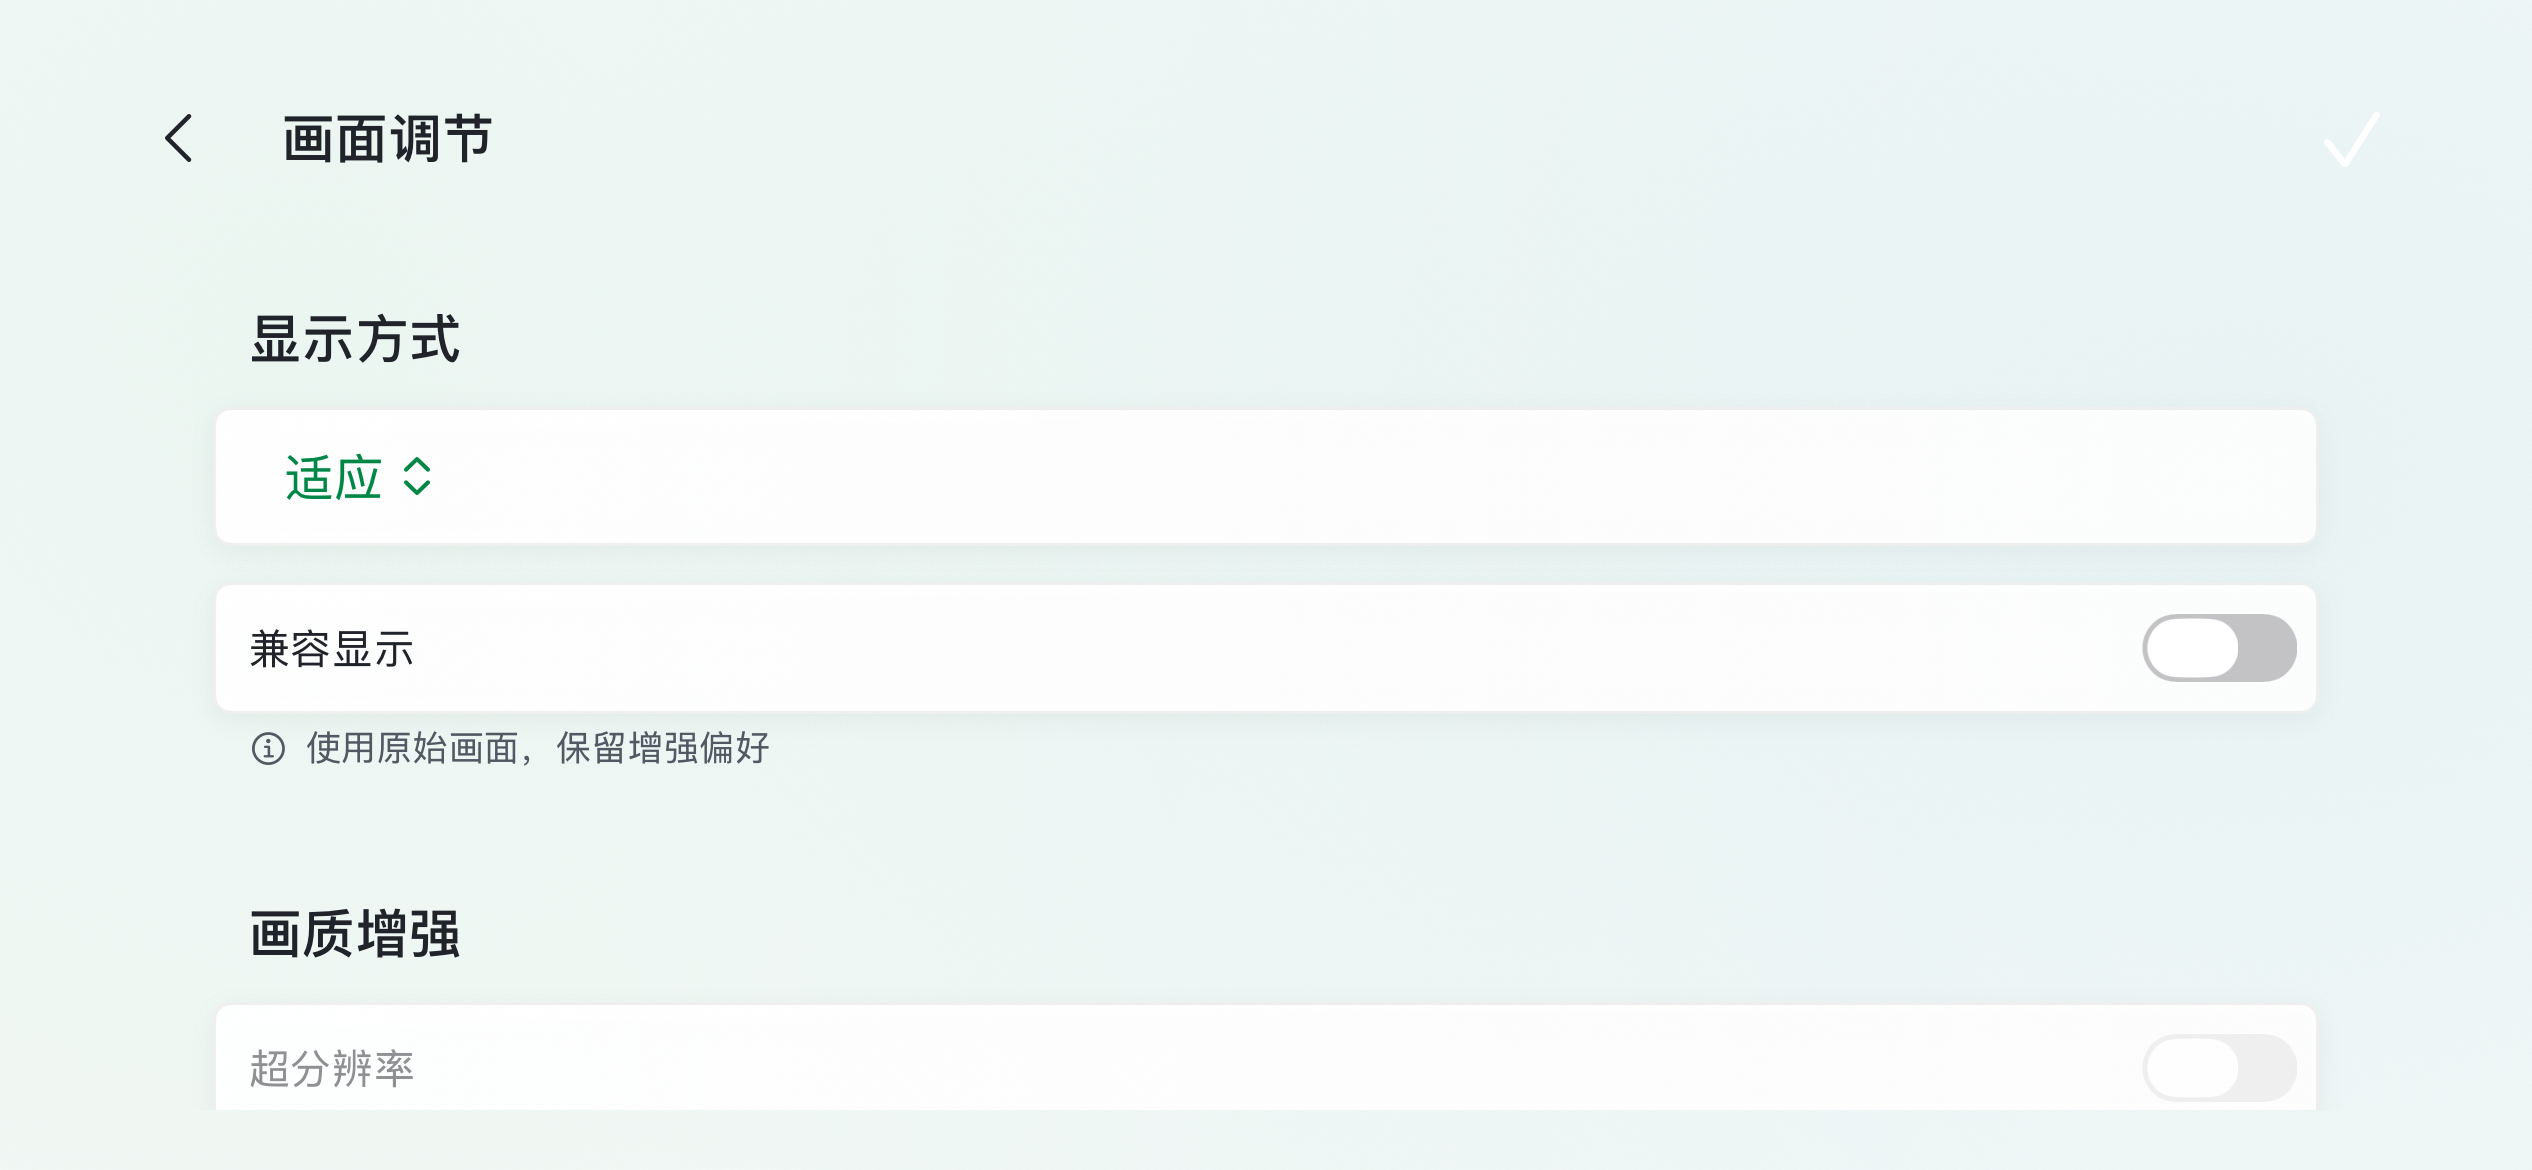 画面调节
显示方式
适应
兼容显示
使用原始画面，保留增强偏好
画质增强
超分辨率